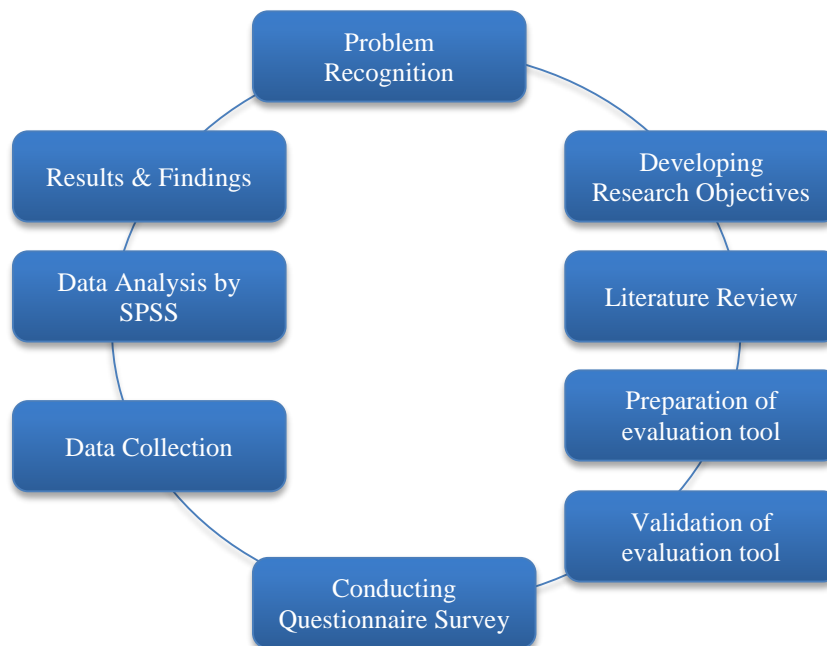 Problem
Recognition
Developing
Research Objectives
Literature Review
Preparation of
evaluation tool
Validation of
evaluation tool
Conducting
Questionnaire Survey
Data Collection
Data Analysis by
SPSS
Results & Findings